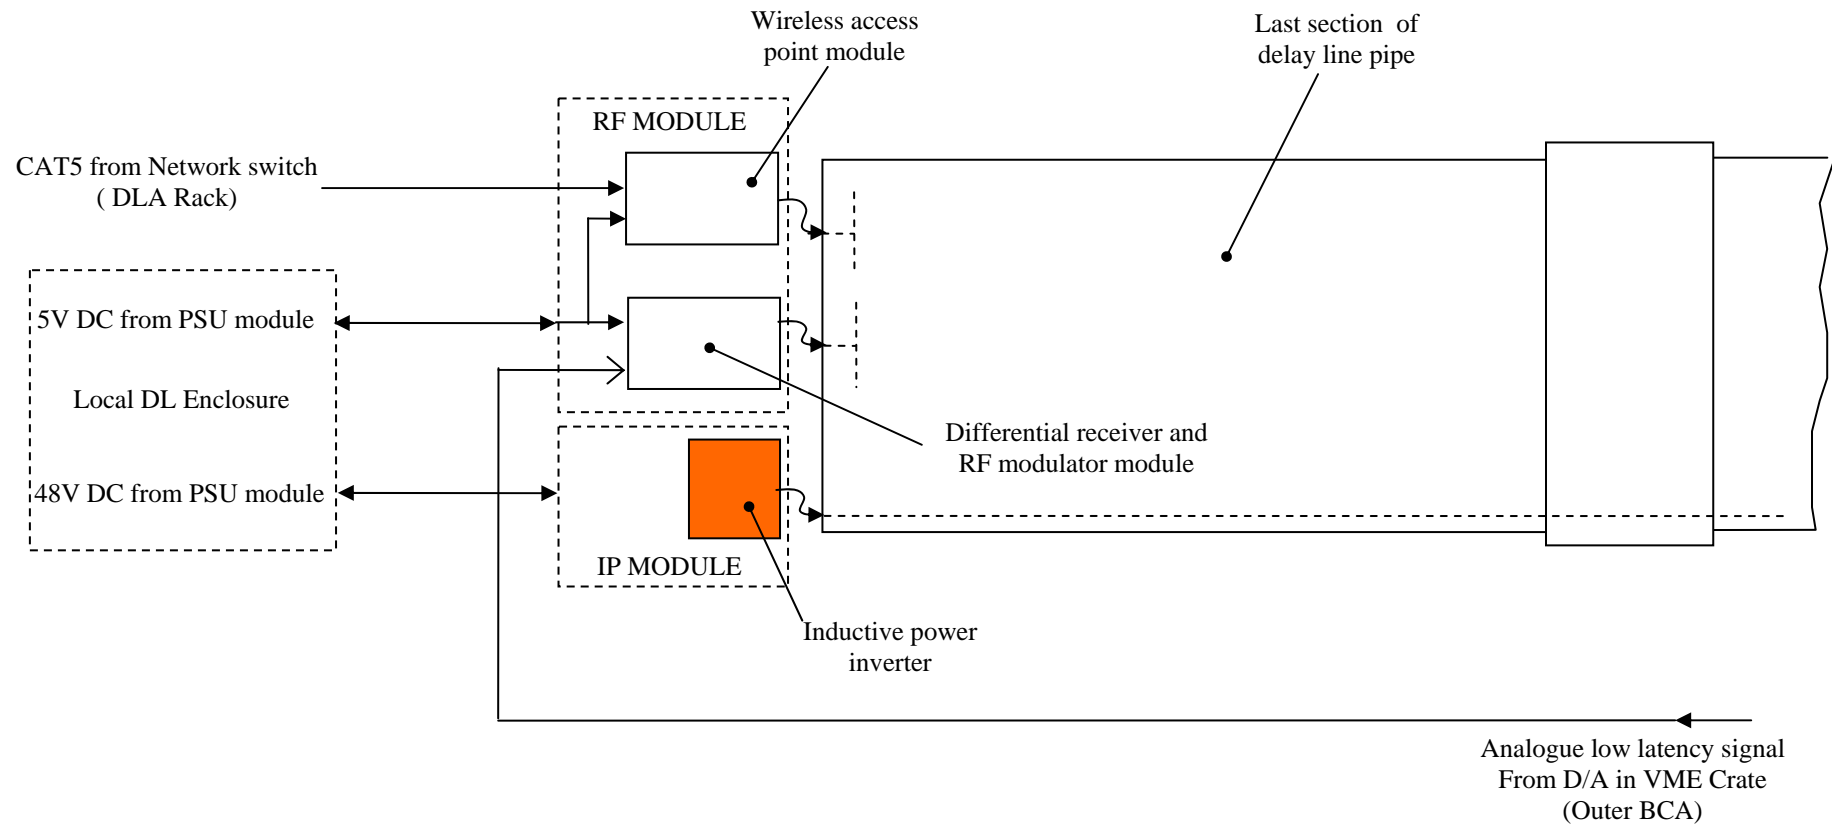 Wireless access
point module
Last section of
delay line pipe
RF MODULE
CAT5 from Network switch
( DLA Rack)
5V DC from PSU module
Local DL Enclosure
48V DC from PSU module
Differential receiver and
RF modulator module
IP MODULE
Inductive power
inverter
Analogue low latency signal
From D/A in VME Crate
(Outer BCA)